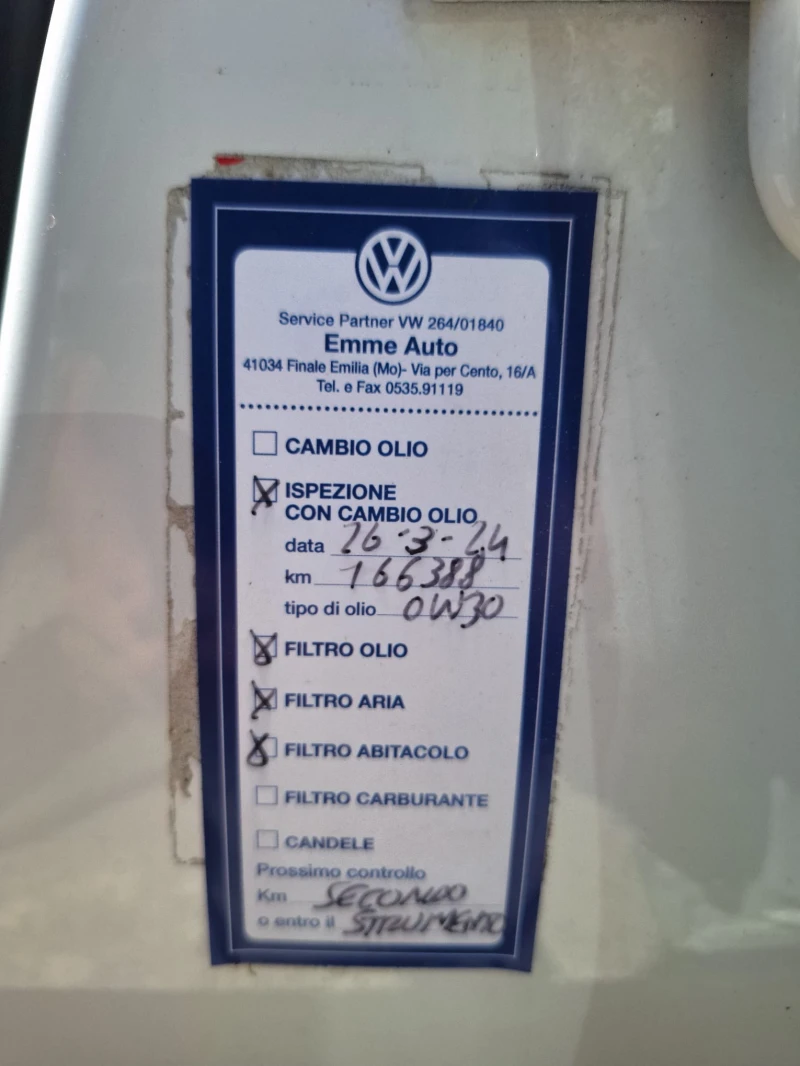 Service Partner VW 264/01840
Emme Auto
41034 Finale Emilia (Mo)- Via per Cento, 16/A
Tel. e Fax 0535.91119
CAMBIO OLIO
ISPEZIONE
CON CAMBIO OLIO
data 26-3-24
km 166388
tipo di olio 0W30
FILTRO OLIO
FILTRO ARIA
FILTRO ABITACOLO
FILTRO CARBURANTE
CANDELE
Prossimo controllo
Km SECONDO
o entro il STRUMENTO